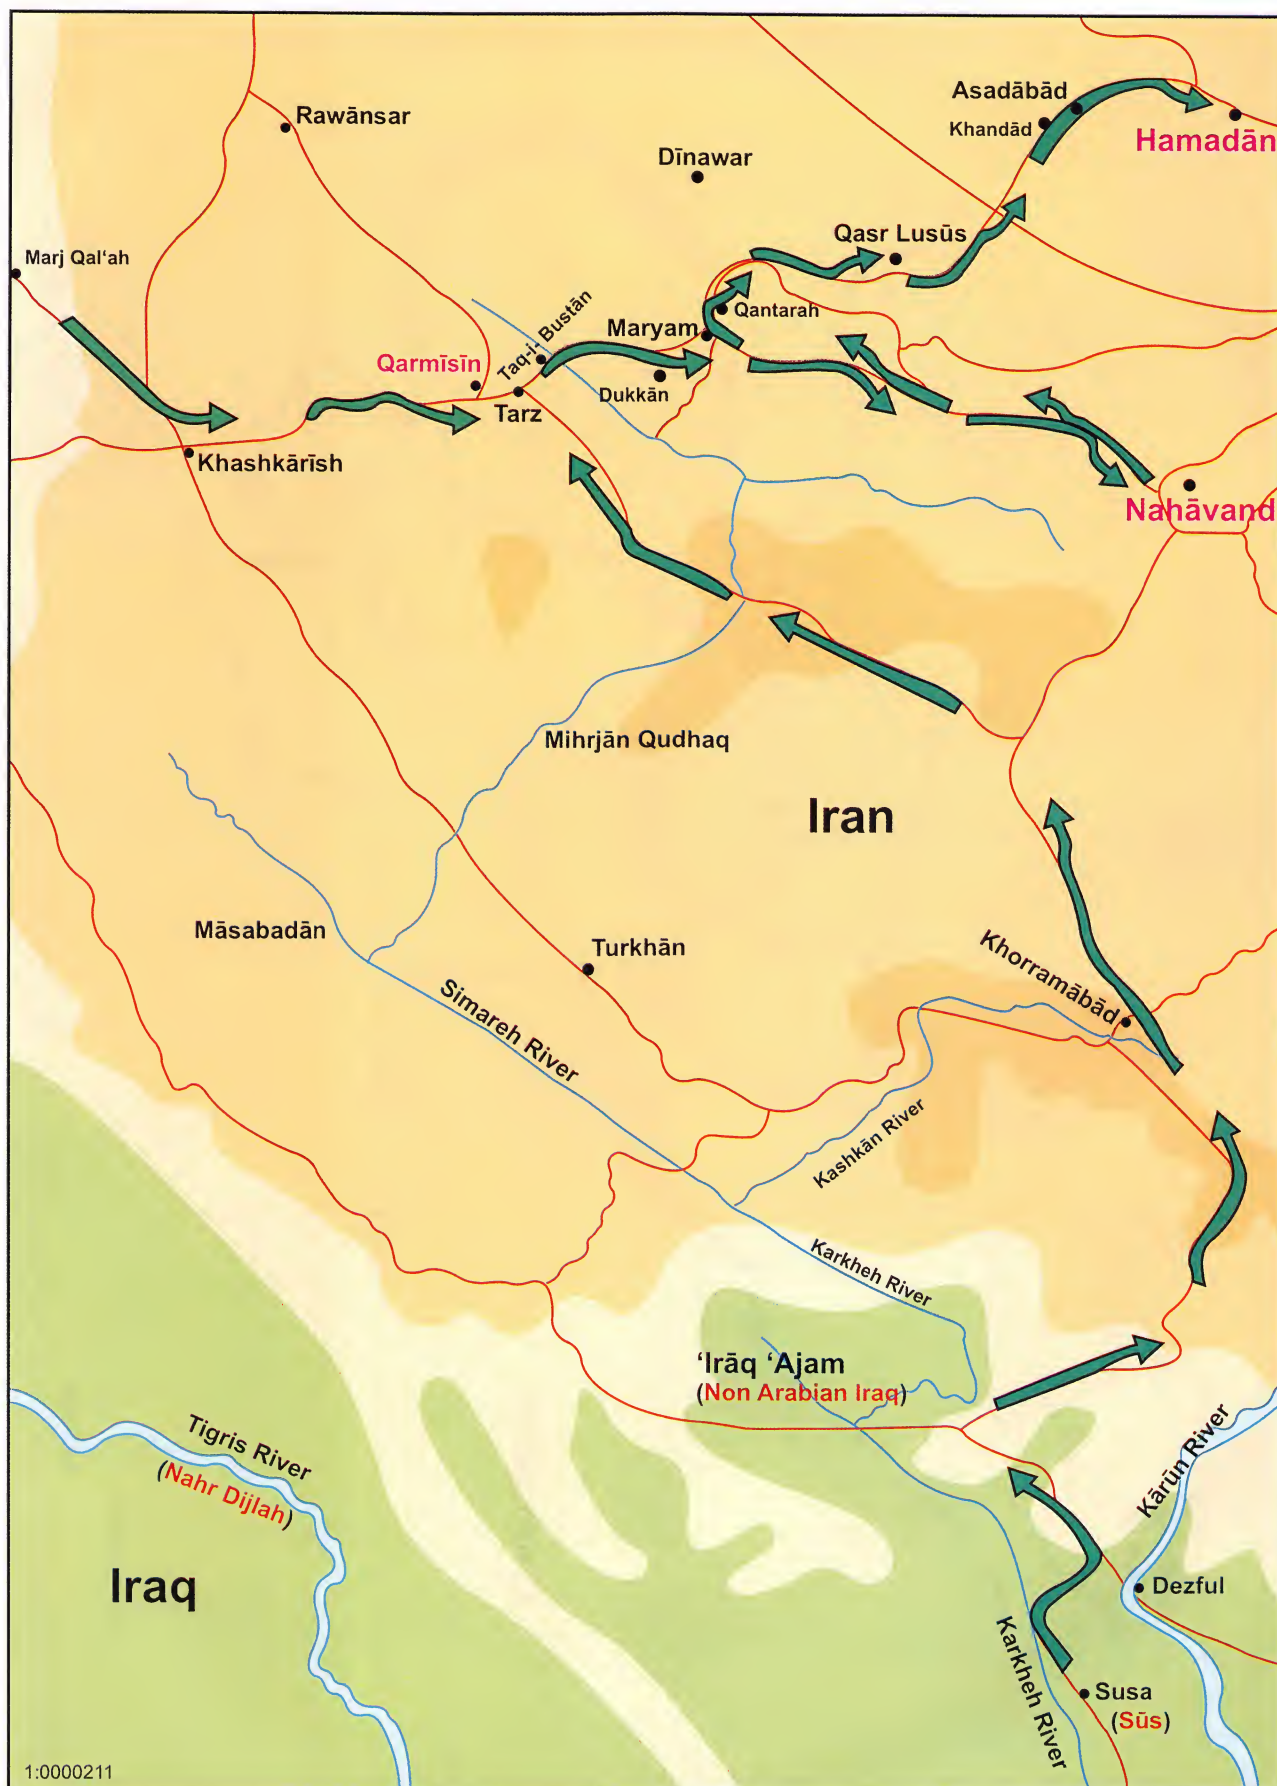 Asadābād
Rawānsar
Khandād
Hamadān
Dīnawar
Qasr Lusūs
Marj Qal‘ah
Taq-i-Bustān
Qantarah
Maryam
Qarmīsīn
Dukkān
Tarz
Khashkārīsh
Nahāvand
Mihrjān Qudhaq
Iran
Māsabadān
Turkhān
Khorramābād
Simareh River
Kashkān River
Karkheh River
‘Irāq ‘Ajam
(Non Arabian Iraq)
Tigris River
(Nahr Dijlah)
Kārūn River
Iraq
Dezful
Karkheh River
Susa
(Sūs)
1:0000211